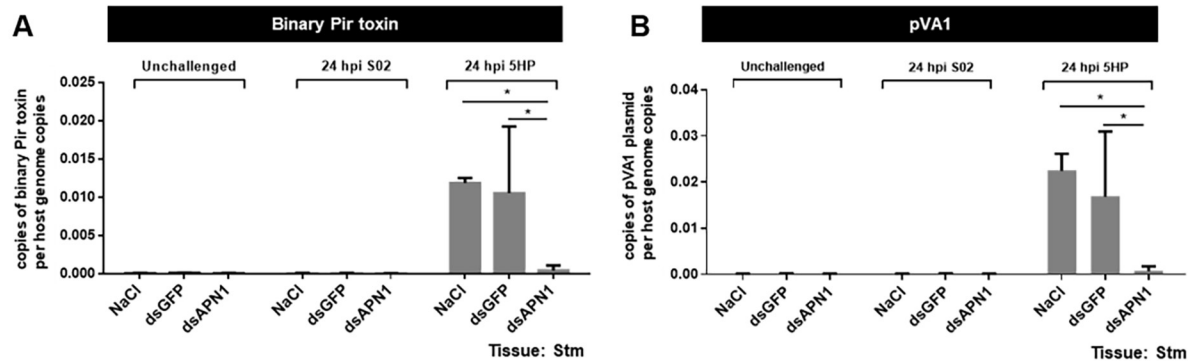 A
Binary Pir toxin
Unchallenged
24 hpi S02
24 hpi 5HP
*
*
copies of binary Pir toxin
per host genome copies
0.025
0.020
0.015
0.010
0.005
0.000
NaCl
dsGFP
dsAPN1
NaCl
dsGFP
dsAPN1
NaCl
dsGFP
dsAPN1
Tissue: Stm
B
pVA1
Unchallenged
24 hpi S02
24 hpi 5HP
*
*
copies of pVA1 plasmid
per host genome copies
0.04
0.03
0.02
0.01
0.00
NaCl
dsGFP
dsAPN1
NaCl
dsGFP
dsAPN1
NaCl
dsGFP
dsAPN1
Tissue: Stm